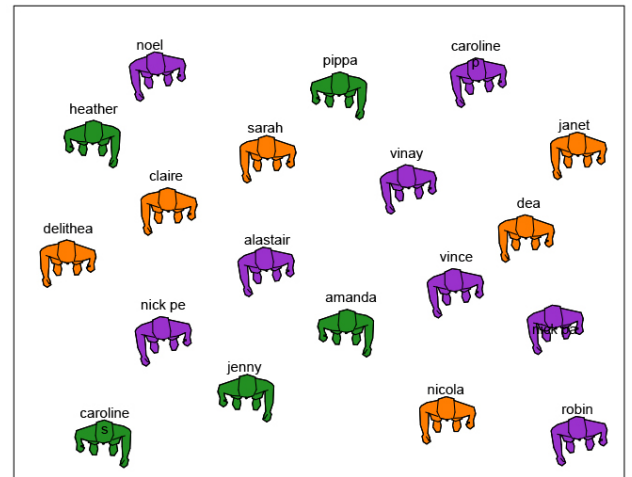 noel
pippa
caroline
p
heather
sarah
janet
vinay
claire
dea
delithea
alastair
vince
nick pe
amanda
jenny
nicola
caroline
s
robin